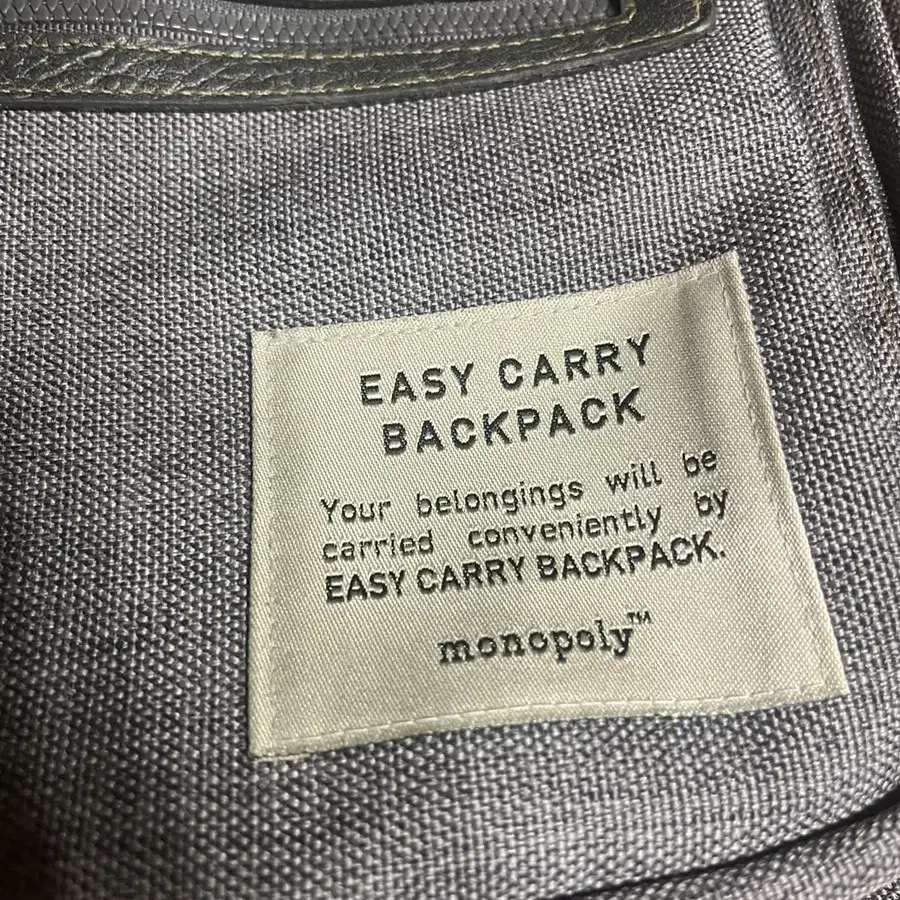 EASY CARRY
BACKPACK
Your belongings will be
carried conveniently by
EASY CARRY BACKPACK.
monopoly™